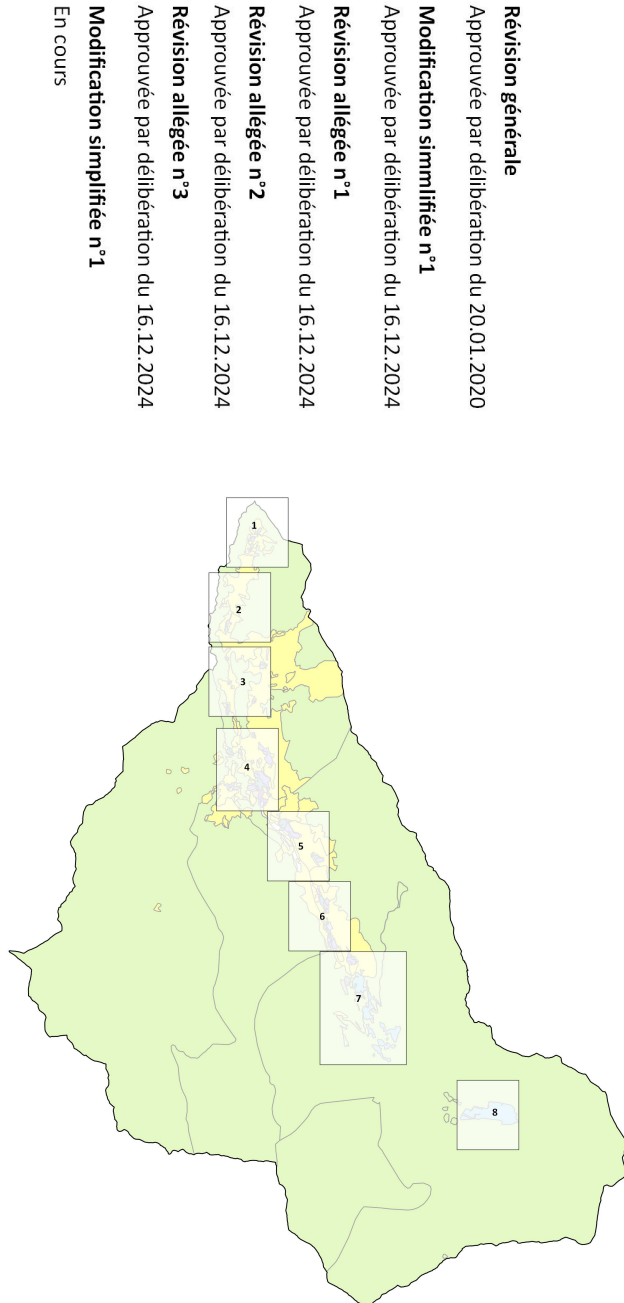 Révision générale
Approuvée par délibération du 20.01.2020
Modification simmlifiée n°1
Approuvée par délibération du 16.12.2024
Révision allégée n°1
Approuvée par délibération du 16.12.2024
Révision allégée n°2
Approuvée par délibération du 16.12.2024
Révision allégée n°3
Approuvée par délibération du 16.12.2024
Modification simplifiée n°1
En cours
1
2
3
4
5
6
7
8